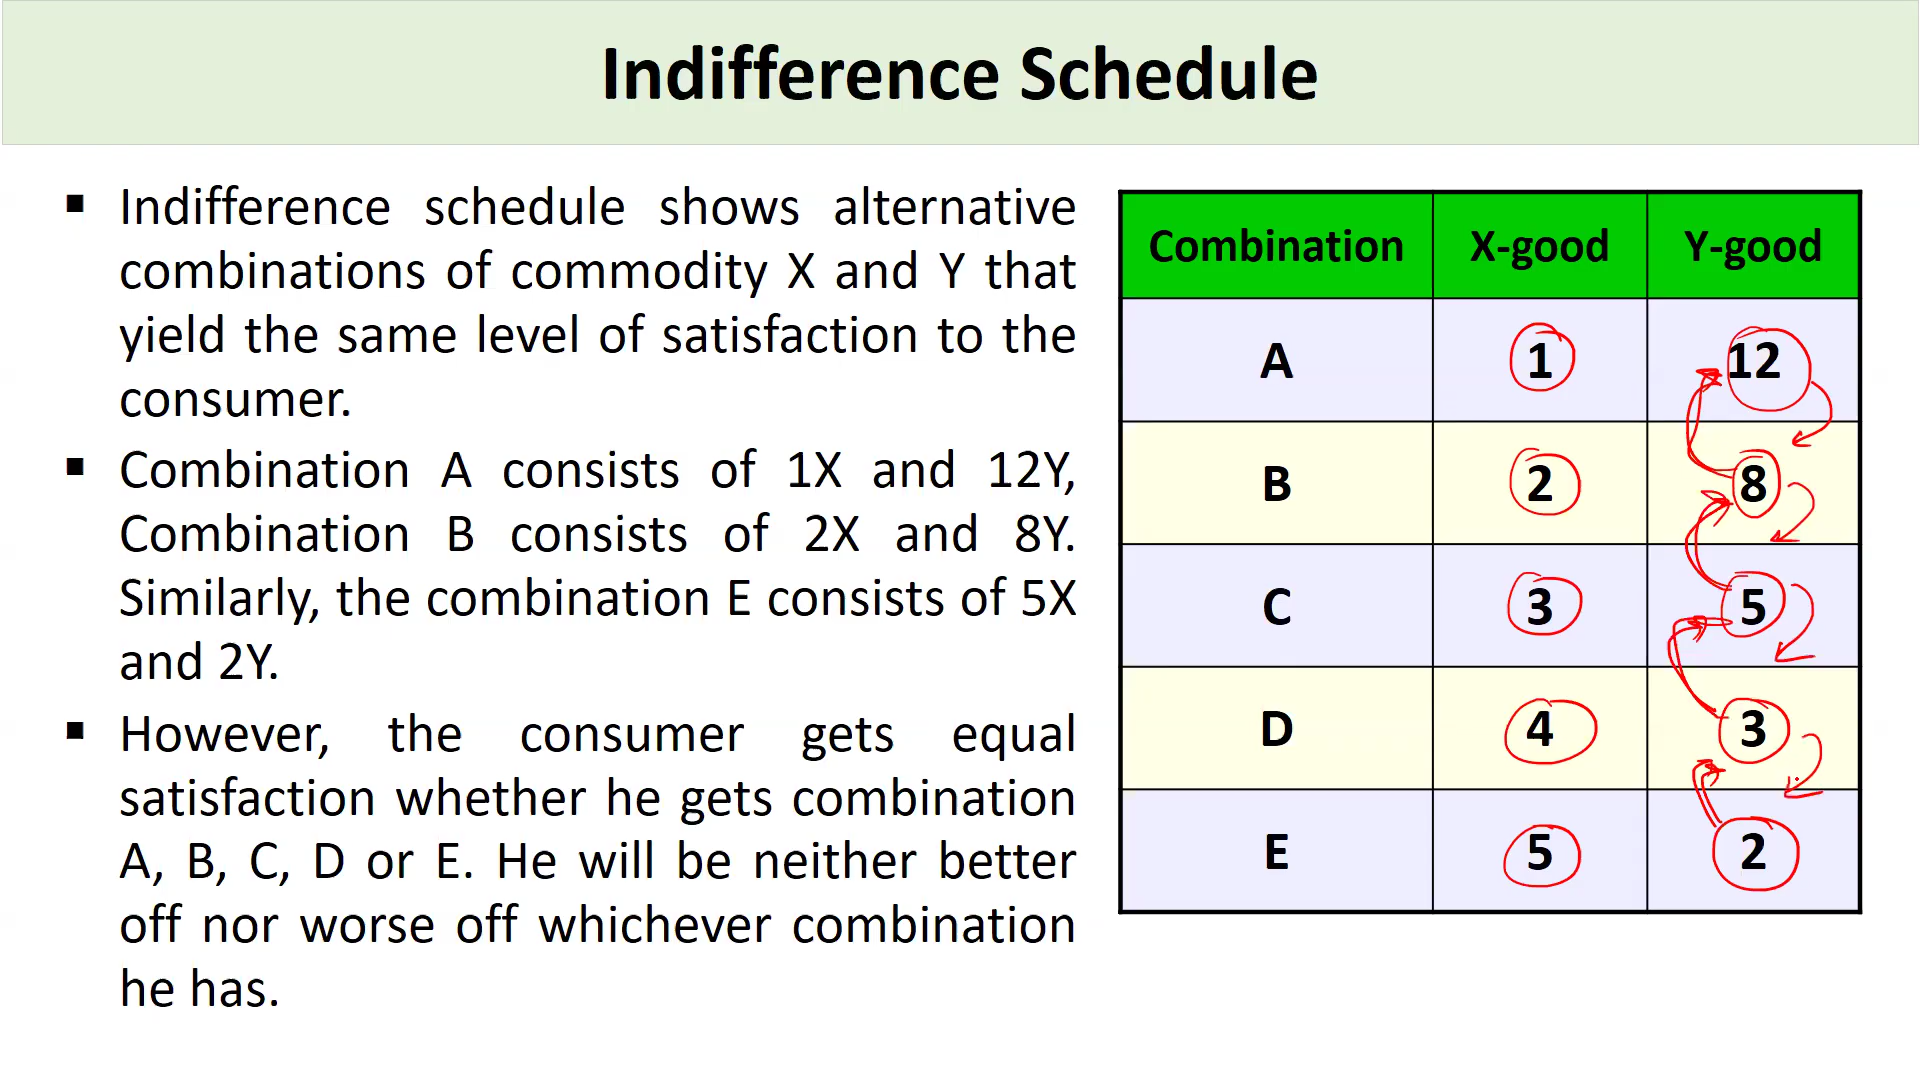 Indifference Schedule
▪ Indifference schedule shows alternative
combinations of commodity X and Y that
yield the same level of satisfaction to the
consumer.
▪ Combination A consists of 1X and 12Y,
Combination B consists of 2X and 8Y.
Similarly, the combination E consists of 5X
and 2Y.
▪ However, the consumer gets equal
satisfaction whether he gets combination
A, B, C, D or E. He will be neither better
off nor worse off whichever combination
he has.
Combination X-good Y-good
A 1 12
B 2 8
C 3 5
D 4 3
E 5 2